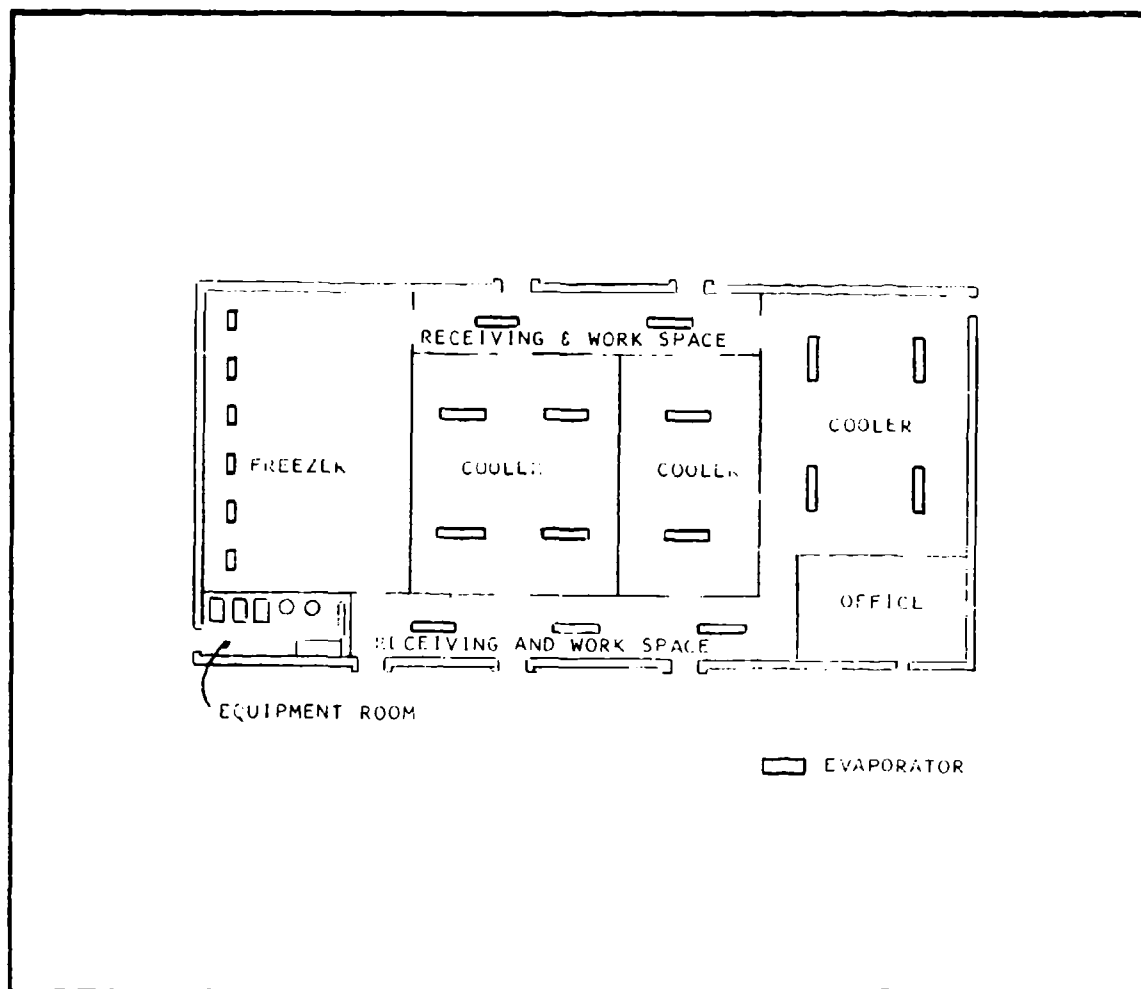 RECEIVING & WORK SPACE
COOLER
FREEZER
COOLER
COOLER
OFFICE
RECEIVING AND WORK SPACE
EQUIPMENT ROOM
EVAPORATOR